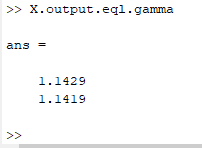 >> X.output.eql.gamma
ans =
1.1429
1.1419
>>